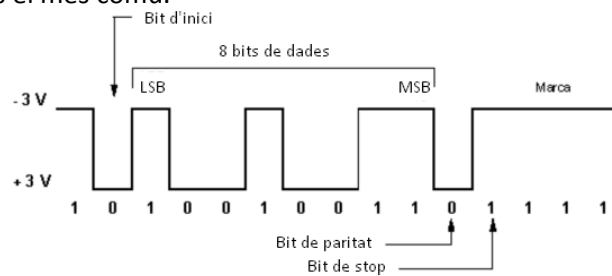 s el més comú.
Bit d'inici
8 bits de dades
LSB MSB Marca
- 3 V
+ 3 V
1 0 1 0 0 1 0 0 1 1 0 1 1 1 1
Bit de paritat
Bit de stop